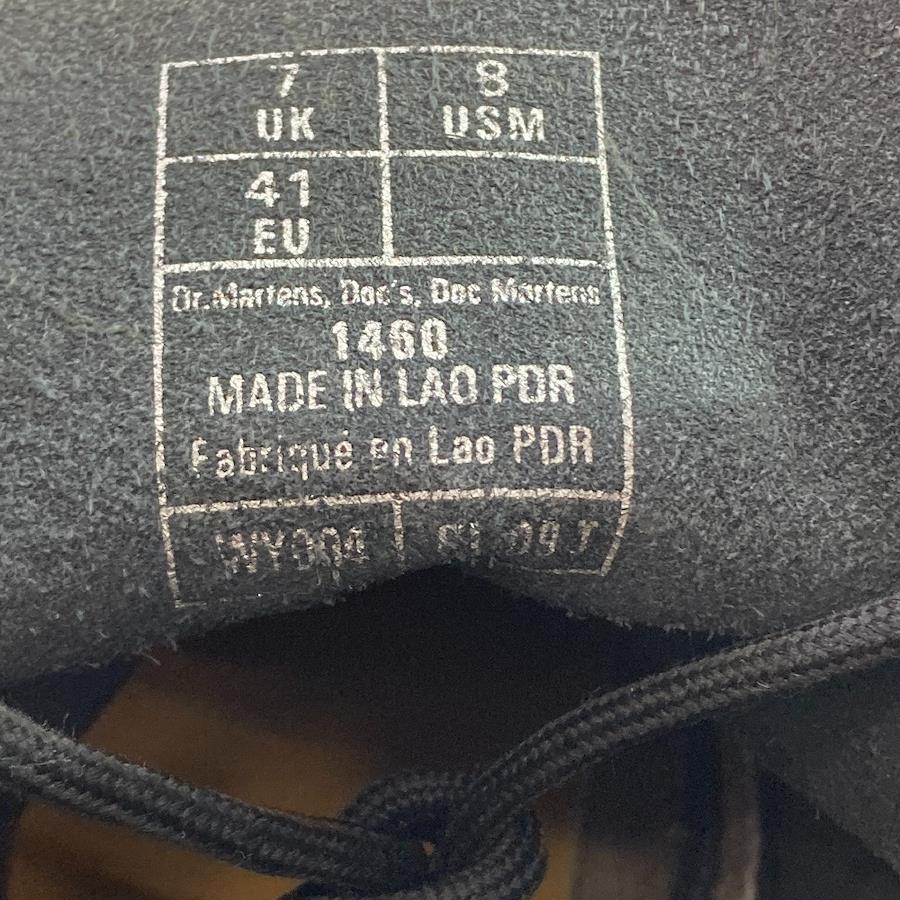 7 UK
8 USM
41 EU
Dr. Martens, Doc's, Doc Martens
1460
MADE IN LAO PDR
Fabriqué en Lao PDR
WY004